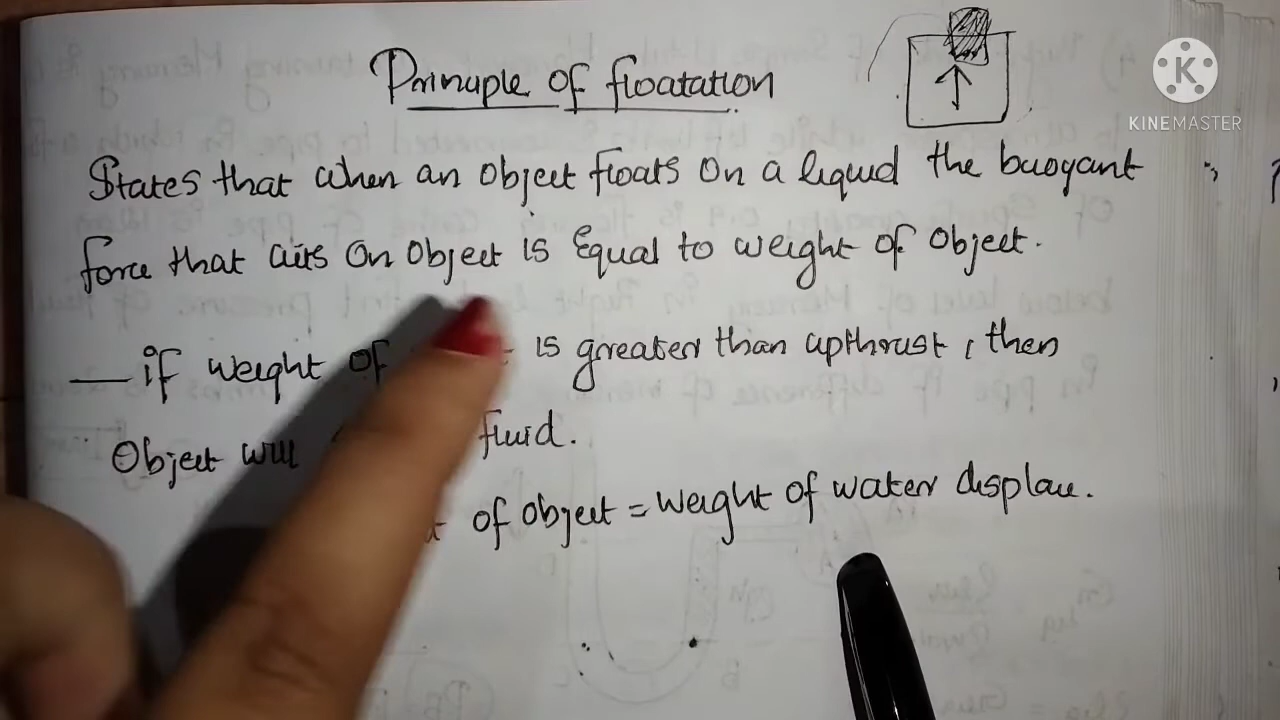 Principle of floatation
States that when an object floats on a liquid the buoyant
force that acts on object is Equal to weight of object.
— if weight of is greater than upthrust, then
Object will fluid.
of object = weight of water displace.
K
KINEMASTER